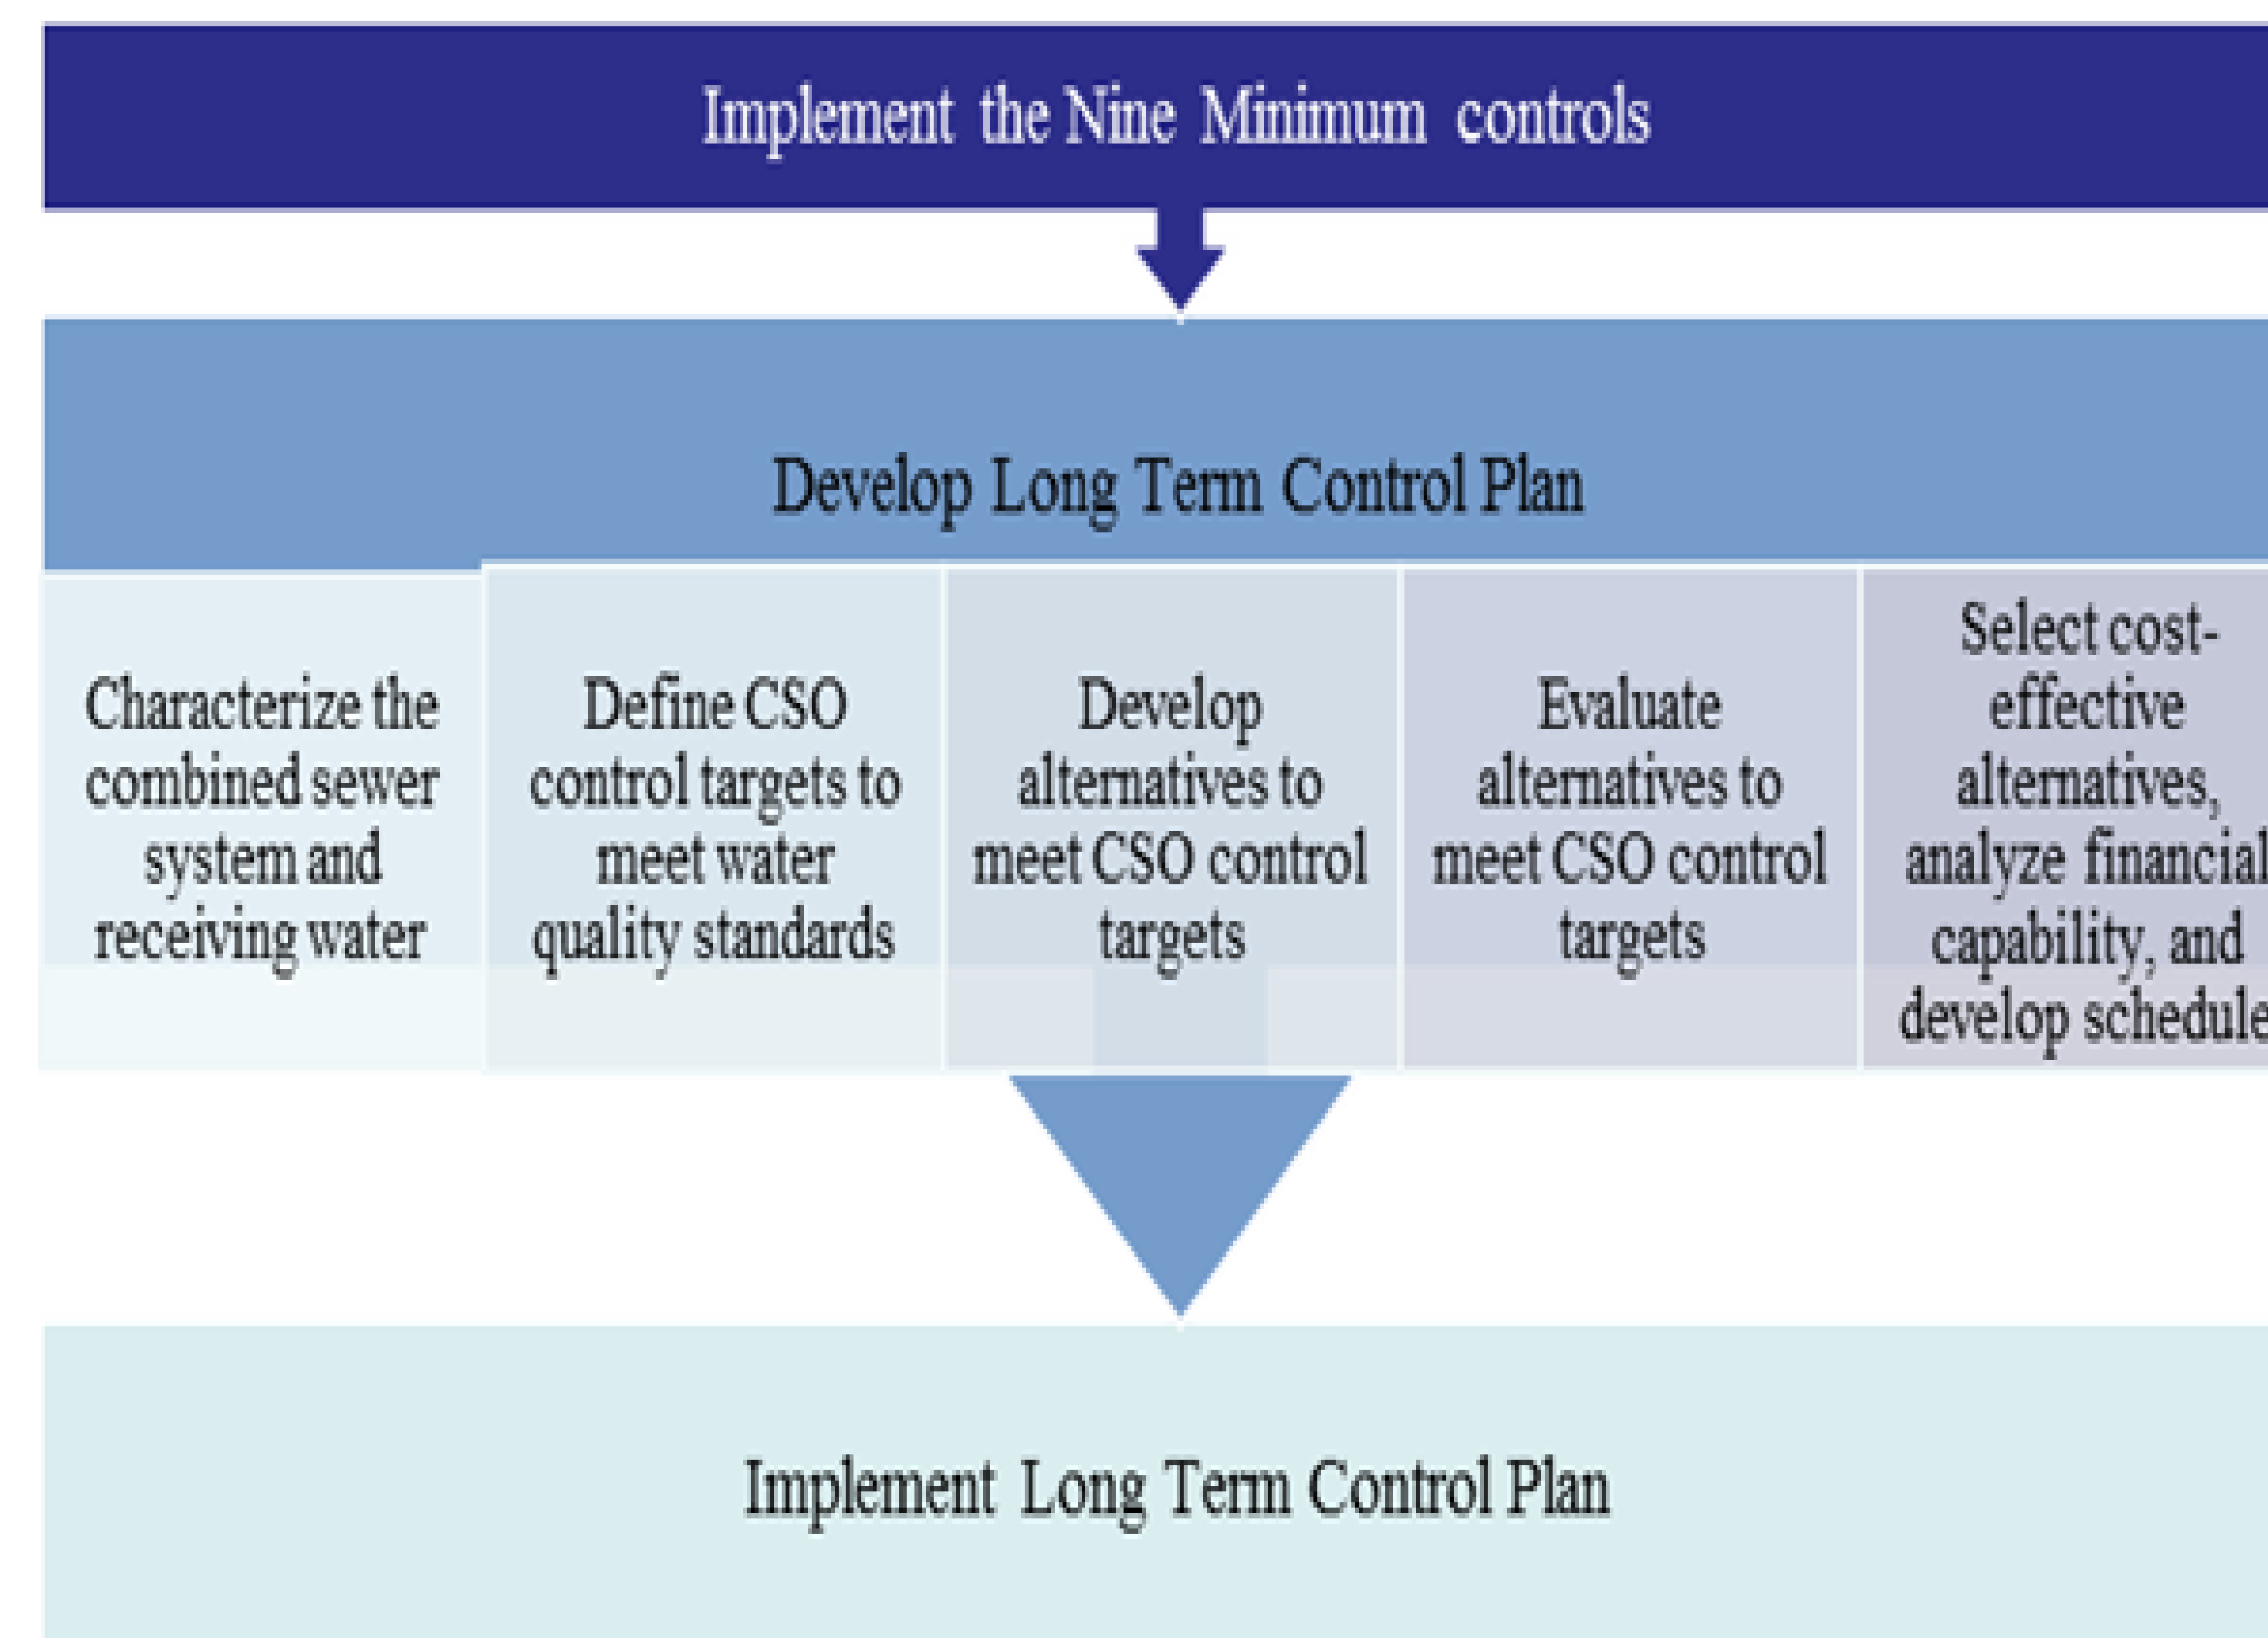 Implement the Nine Minimum controls
Develop Long Term Control Plan
Characterize the
combined sewer
system and
receiving water
Define CSO
control targets to
meet water
quality standards
Develop
alternatives to
meet CSO control
targets
Evaluate
alternatives to
meet CSO control
targets
Select cost-
effective
alternatives,
analyze financial
capability, and
develop schedule
Implement Long Term Control Plan